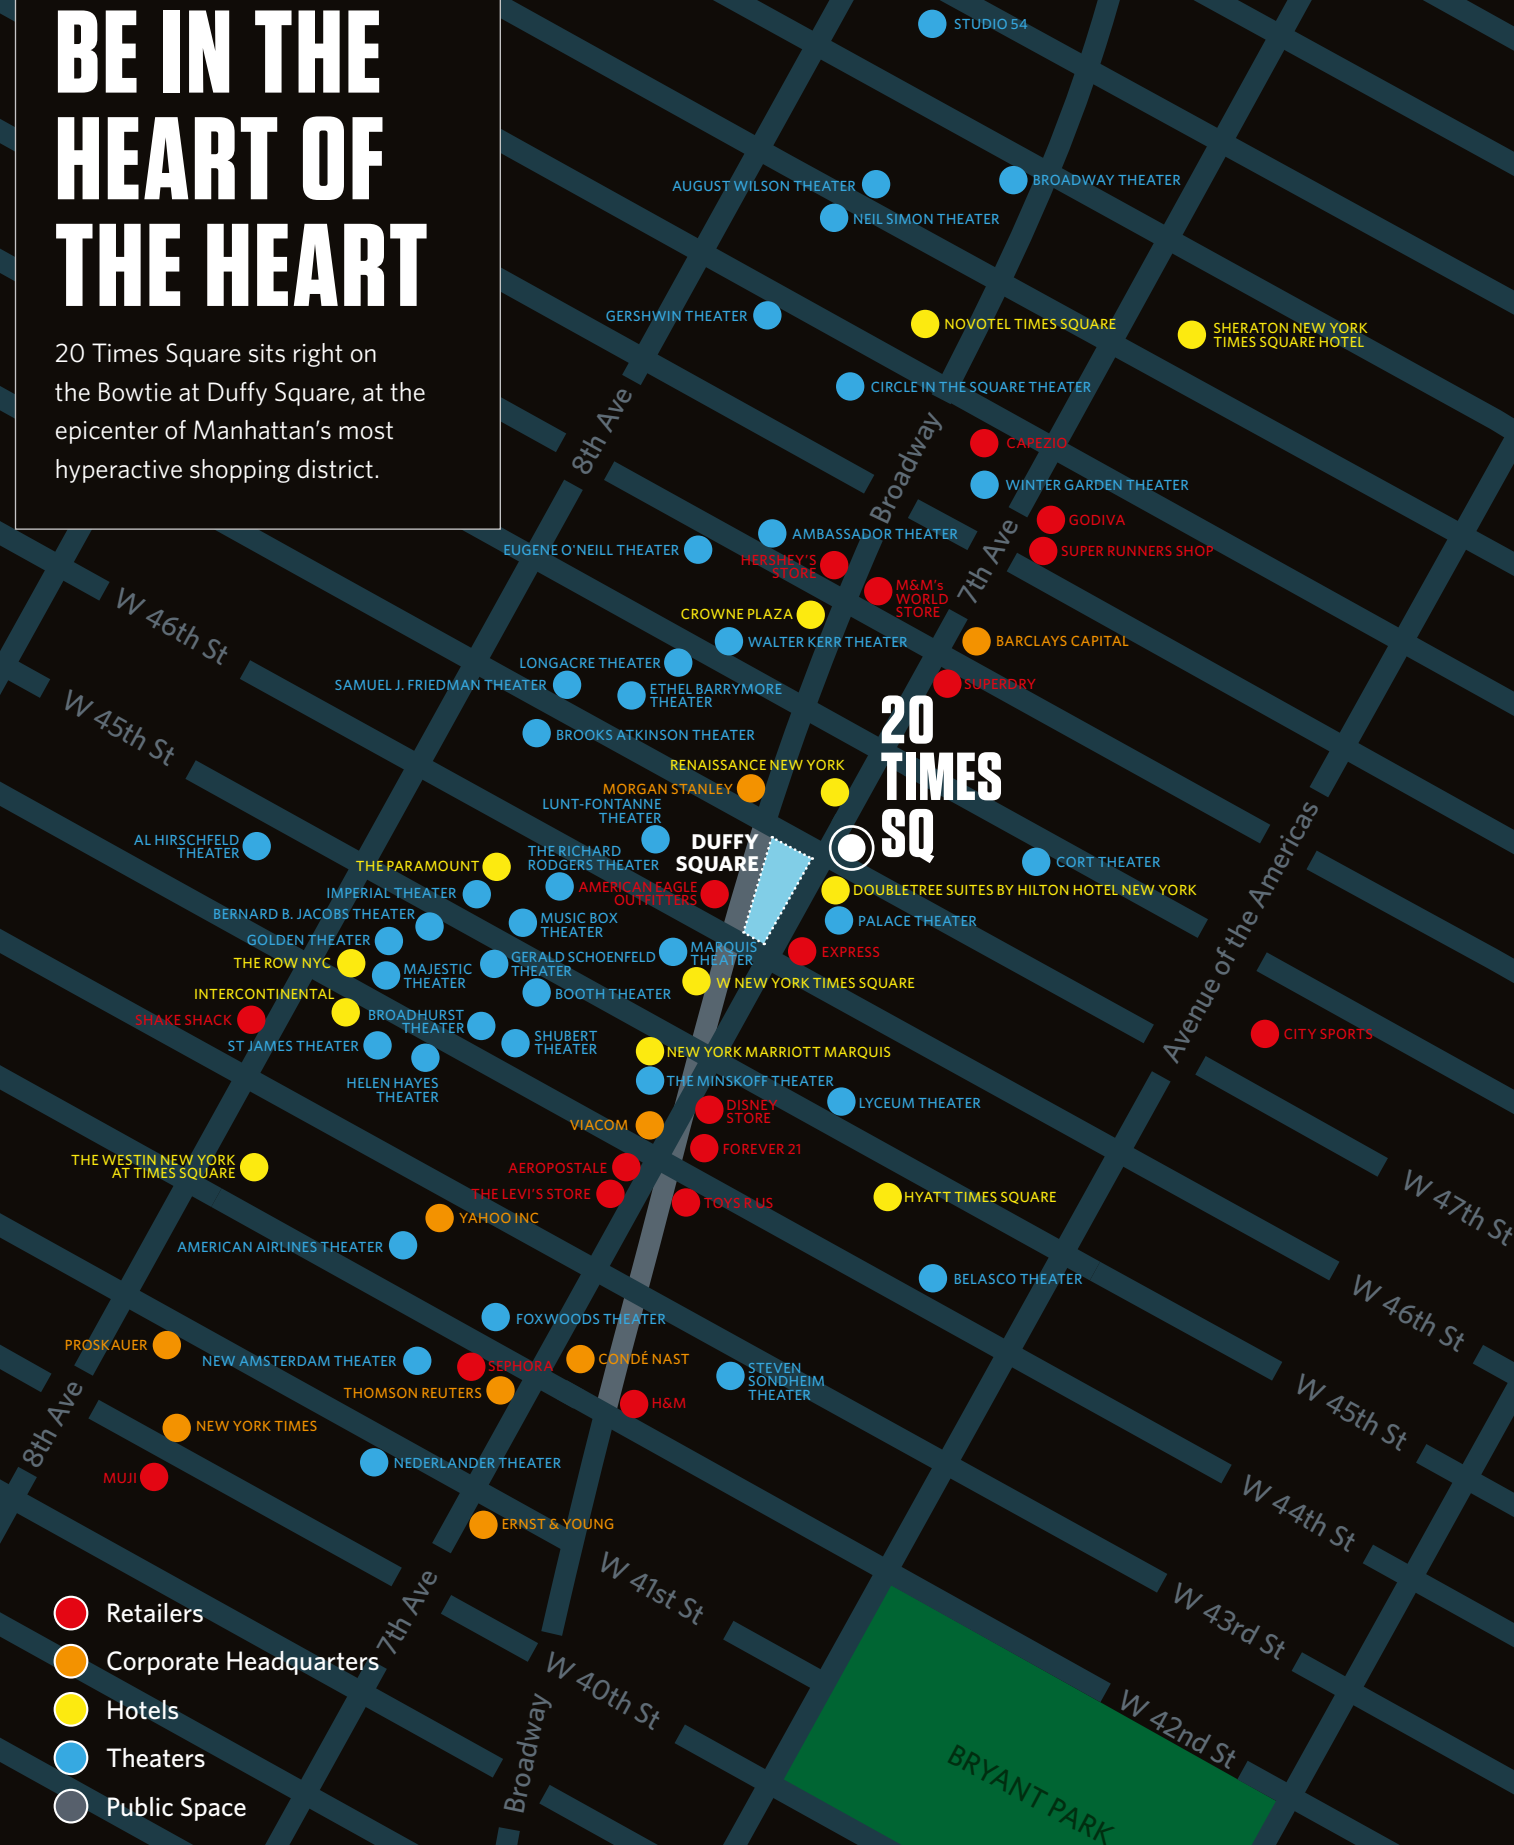 BE IN THE
HEART OF
THE HEART
20 Times Square sits right on
the Bowtie at Duffy Square, at the
epicenter of Manhattan's most
hyperactive shopping district.
STUDIO 54
AUGUST WILSON THEATER
BROADWAY THEATER
NEIL SIMON THEATER
GERSHWIN THEATER
NOVOTEL TIMES SQUARE
SHERATON NEW YORK
TIMES SQUARE HOTEL
CIRCLE IN THE SQUARE THEATER
8th Ave
Broadway
CAPEZIO
WINTER GARDEN THEATER
GODIVA
7th Ave
SUPER RUNNERS SHOP
AMBASSADOR THEATER
EUGENE O'NEILL THEATER
HERSHEY'S
STORE
M&M's
WORLD
STORE
CROWNE PLAZA
W 46th St
BARCLAYS CAPITAL
WALTER KERR THEATER
LONGACRE THEATER
SAMUEL J. FRIEDMAN THEATER
ETHEL BARRYMORE
THEATER
SUPERDRY
W 45th St
BROOKS ATKINSON THEATER
20
TIMES
SQ
RENAISSANCE NEW YORK
MORGAN STANLEY
LUNT-FONTANNE
THEATER
DUFFY
SQUARE
AL HIRSCHFELD
THEATER
THE RICHARD
RODGERS THEATER
CORT THEATER
THE PARAMOUNT
IMPERIAL THEATER
AMERICAN EAGLE
OUTFITTERS
DOUBLETREE SUITES BY HILTON HOTEL NEW YORK
BERNARD B. JACOBS THEATER
MUSIC BOX
THEATER
PALACE THEATER
Avenue of the Americas
GOLDEN THEATER
MARQUIS
THEATER
EXPRESS
THE ROW NYC
MAJESTIC
THEATER
GERALD SCHOENFELD
THEATER
W NEW YORK TIMES SQUARE
INTERCONTINENTAL
BOOTH THEATER
SHAKE SHACK
BROADHURST
THEATER
CITY SPORTS
ST JAMES THEATER
SHUBERT
THEATER
NEW YORK MARRIOTT MARQUIS
HELEN HAYES
THEATER
THE MINSKOFF THEATER
LYCEUM THEATER
DISNEY
STORE
VIACOM
FOREVER 21
THE WESTIN NEW YORK
AT TIMES SQUARE
AEROPOSTALE
THE LEVI'S STORE
TOYS R US
HYATT TIMES SQUARE
W 47th St
YAHOO INC
AMERICAN AIRLINES THEATER
BELASCO THEATER
W 46th St
FOXWOODS THEATER
PROSKAUER
NEW AMSTERDAM THEATER
SEPHORA
CONDÉ NAST
STEVEN
SONDHEIM
THEATER
THOMSON REUTERS
H&M
W 45th St
8th Ave
NEW YORK TIMES
NEDERLANDER THEATER
MUJI
W 44th St
ERNST & YOUNG
W 41st St
W 43rd St
7th Ave
W 40th St
W 42nd St
Broadway
BRYANT PARK
Retailers
Corporate Headquarters
Hotels
Theaters
Public Space